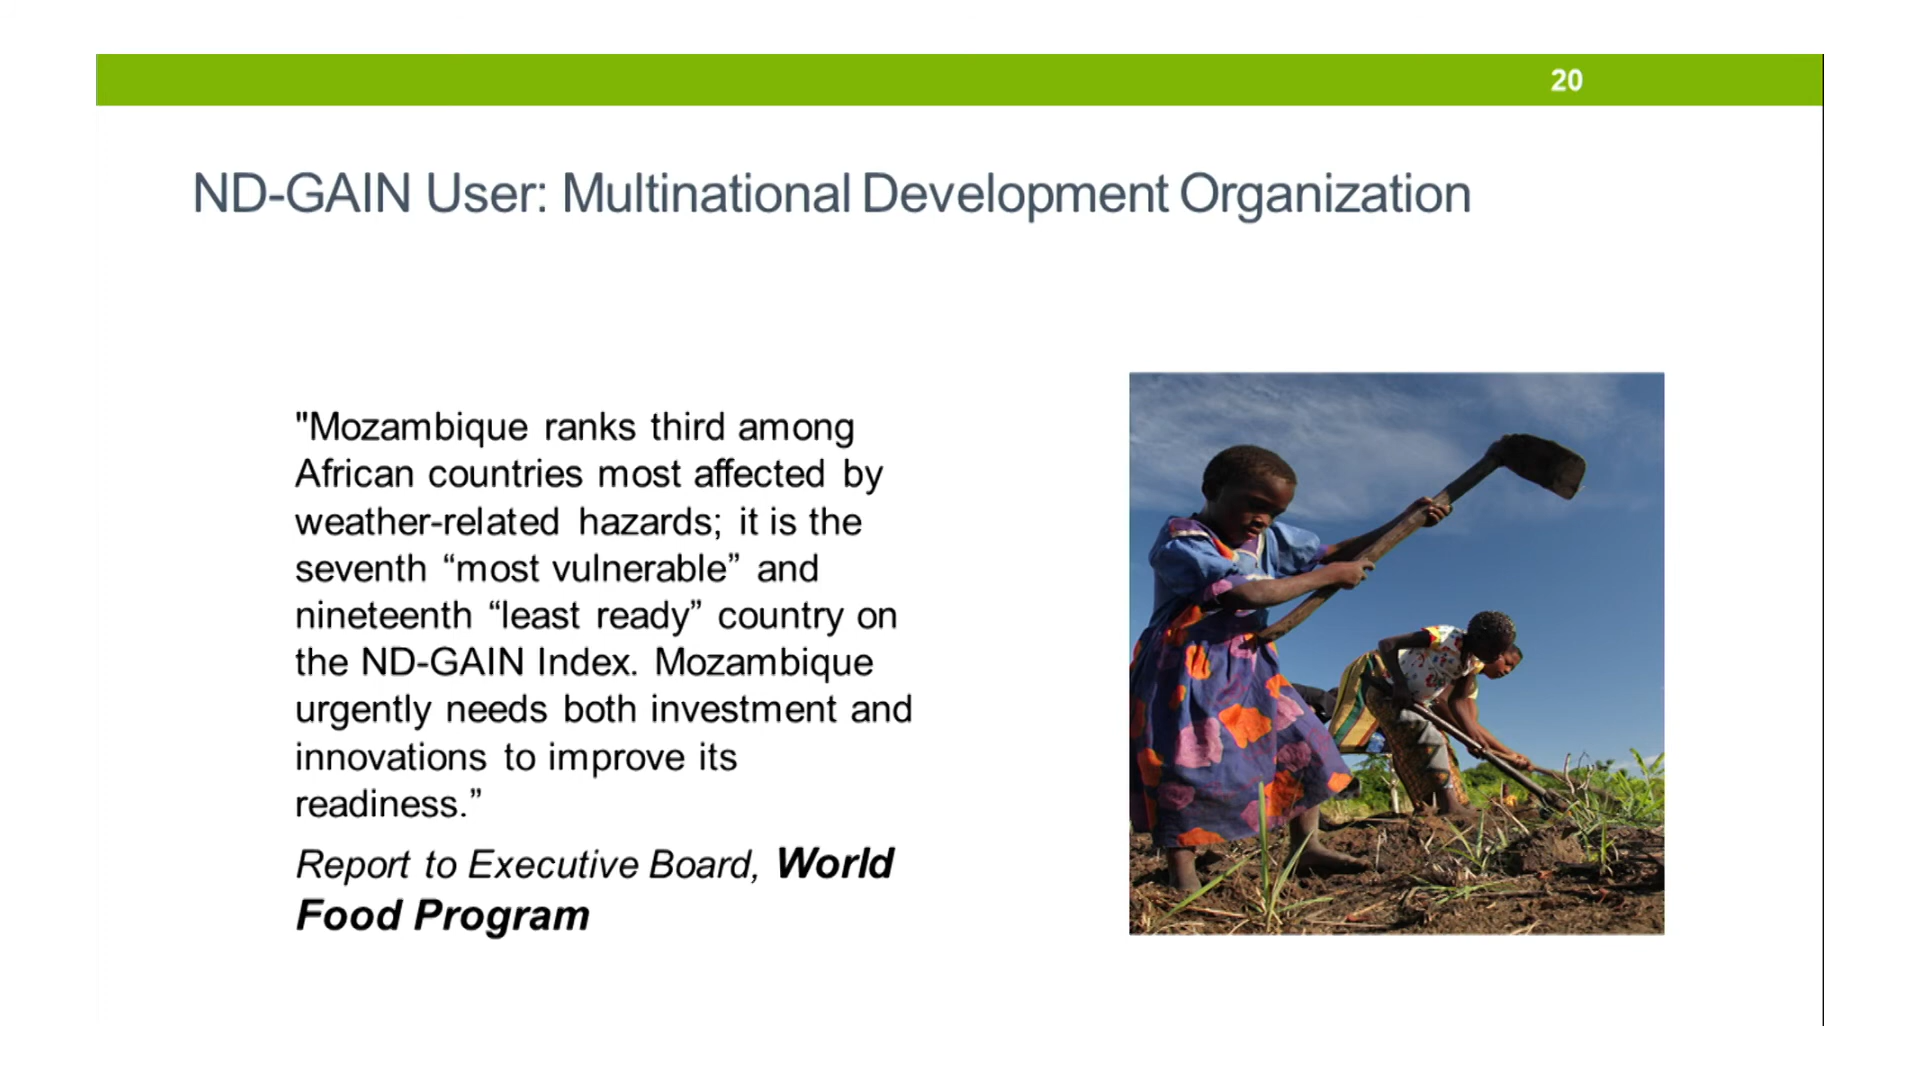 20
ND-GAIN User: Multinational Development Organization
"Mozambique ranks third among
African countries most affected by
weather-related hazards; it is the
seventh “most vulnerable” and
nineteenth “least ready” country on
the ND-GAIN Index. Mozambique
urgently needs both investment and
innovations to improve its
readiness.”
Report to Executive Board, World
Food Program